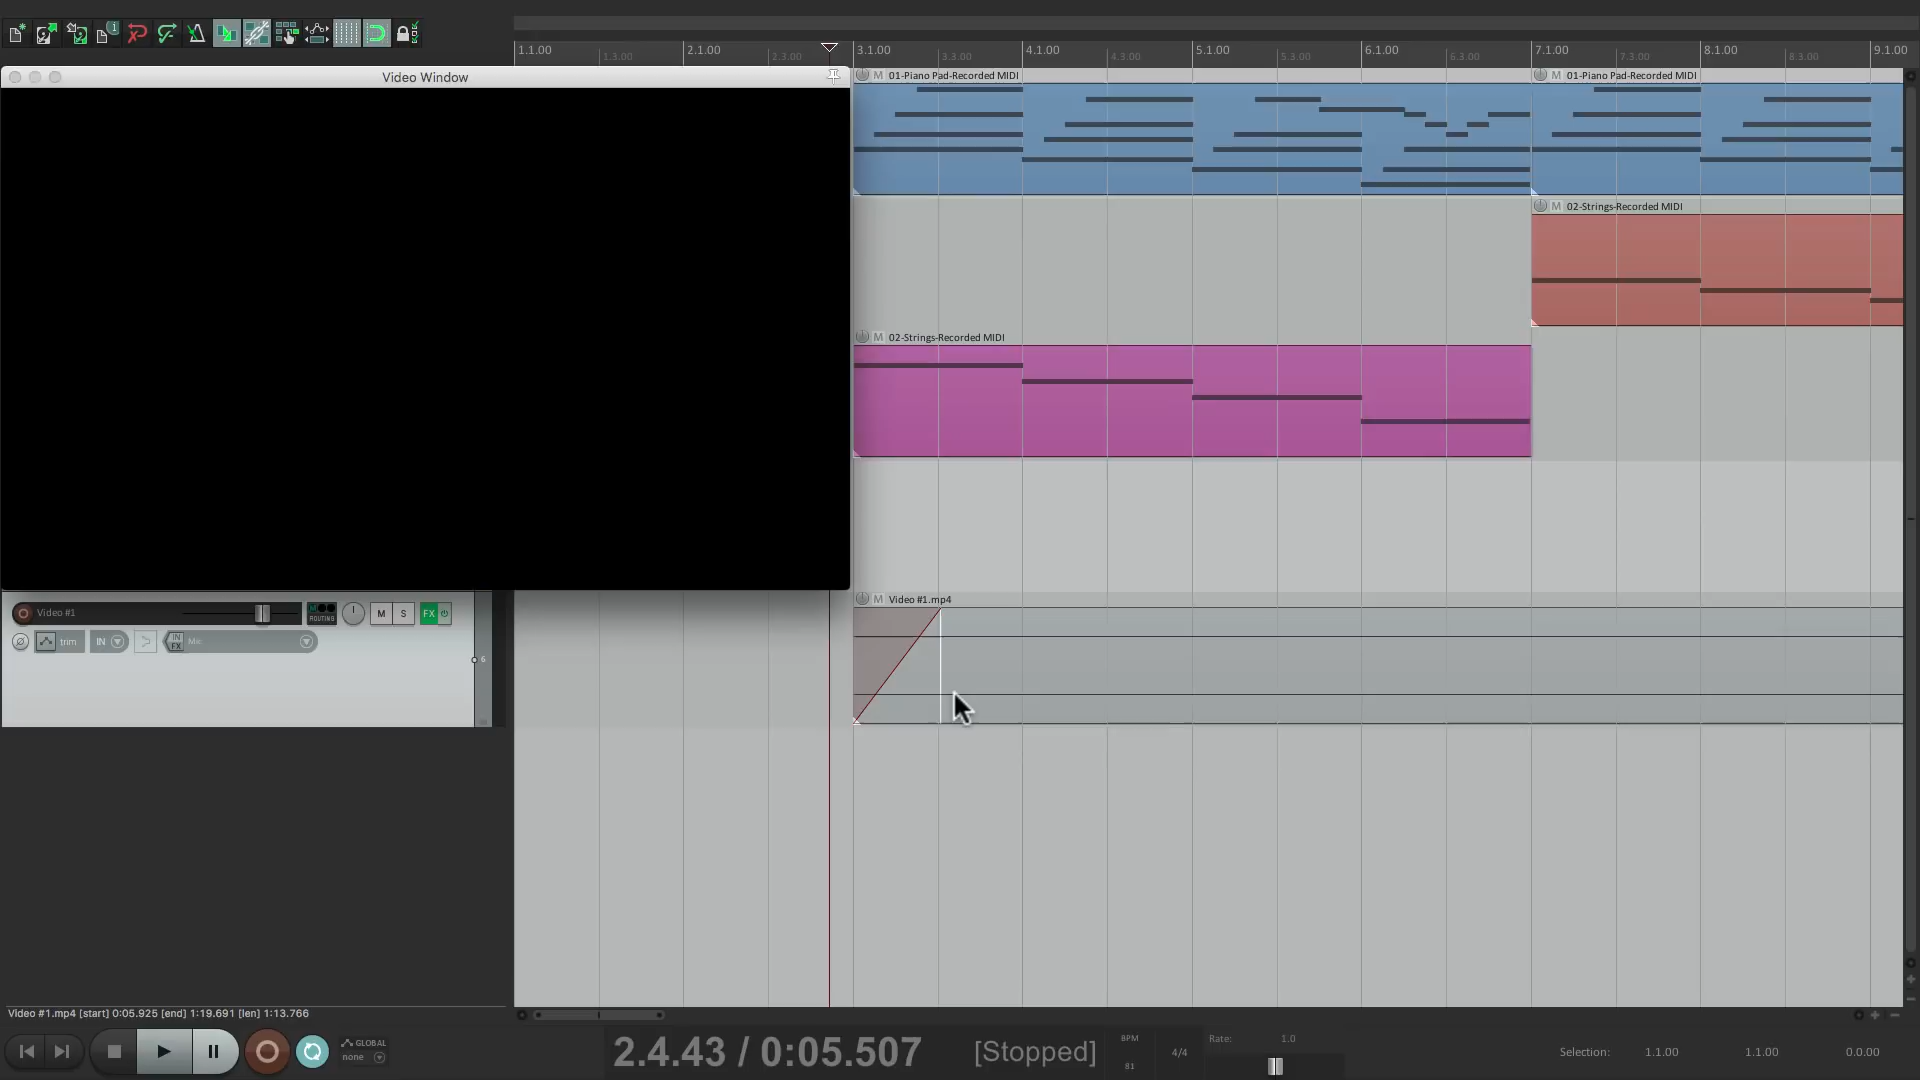 1.1.00 1.3.00 2.1.00 2.3.00 3.1.00 3.3.00 4.1.00 4.3.00 5.1.00 5.3.00 6.1.00 6.3.00 7.1.00 7.3.00 8.1.00 8.3.00 9.1.00
Video Window
M 01-Piano Pad-Recorded MIDI
M 01-Piano Pad-Recorded MIDI
M 02-Strings-Recorded MIDI
M 02-Strings-Recorded MIDI
M Video #1.mp4
Video #1
ROUTING
M S FX
trim IN IN FX Mic
6
Video #1.mp4 [start] 0:05.925 [end] 1:19.691 [len] 1:13.766
GLOBAL
none
2.4.43 / 0:05.507 [Stopped]
BPM
81
4/4
Rate: 1.0
Selection: 1.1.00 1.1.00 0.0.00